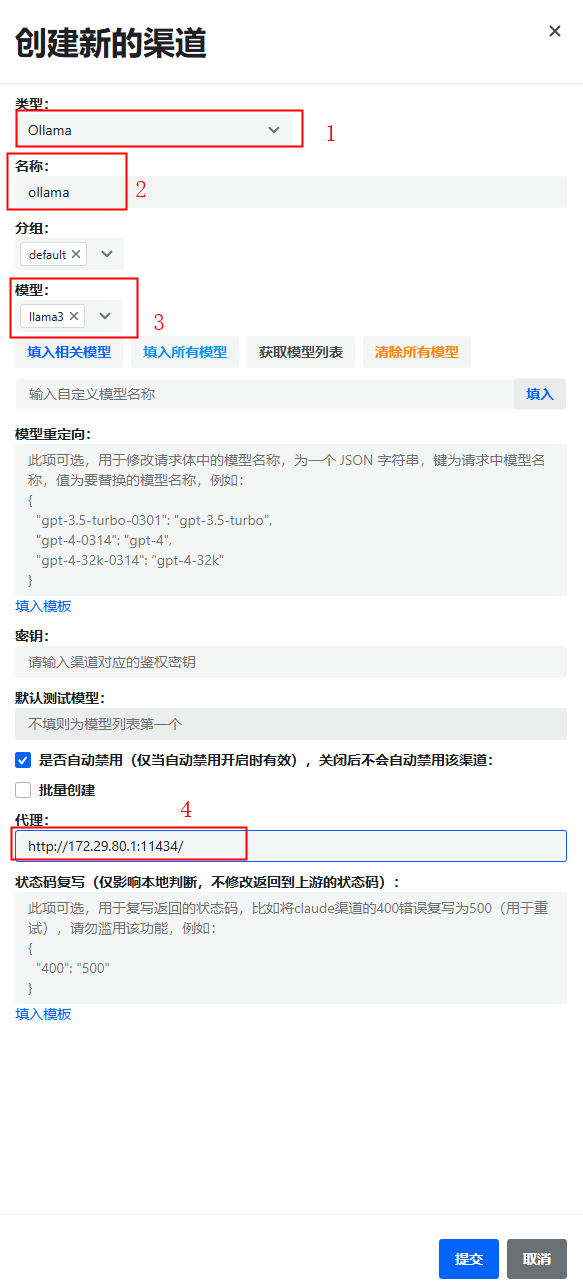 创建新的渠道
类型：
Ollama
1
名称：
ollama
2
分组：
default
模型：
llama3
3
填入相关模型 填入所有模型 获取模型列表 清除所有模型
输入自定义模型名称 填入
模型重定向：
此项可选，用于修改请求体中的模型名称，为一个 JSON 字符串，键为请求中模型名
称，值为要替换的模型名称，例如：
{
"gpt-3.5-turbo-0301": "gpt-3.5-turbo",
"gpt-4-0314": "gpt-4",
"gpt-4-32k-0314": "gpt-4-32k"
}
填入模板
密钥：
请输入渠道对应的鉴权密钥
默认测试模型：
不填则为模型列表第一个
是否自动禁用（仅当自动禁用开启时有效），关闭后不会自动禁用该渠道：
批量创建
4
代理：
http://172.29.80.1:11434/
状态码复写（仅影响本地判断，不修改返回到上游的状态码）：
此项可选，用于复写返回的状态码，比如将claude渠道的400错误复写为500（用于重
试），请勿滥用该功能，例如：
{
"400": "500"
}
填入模板
提交 取消